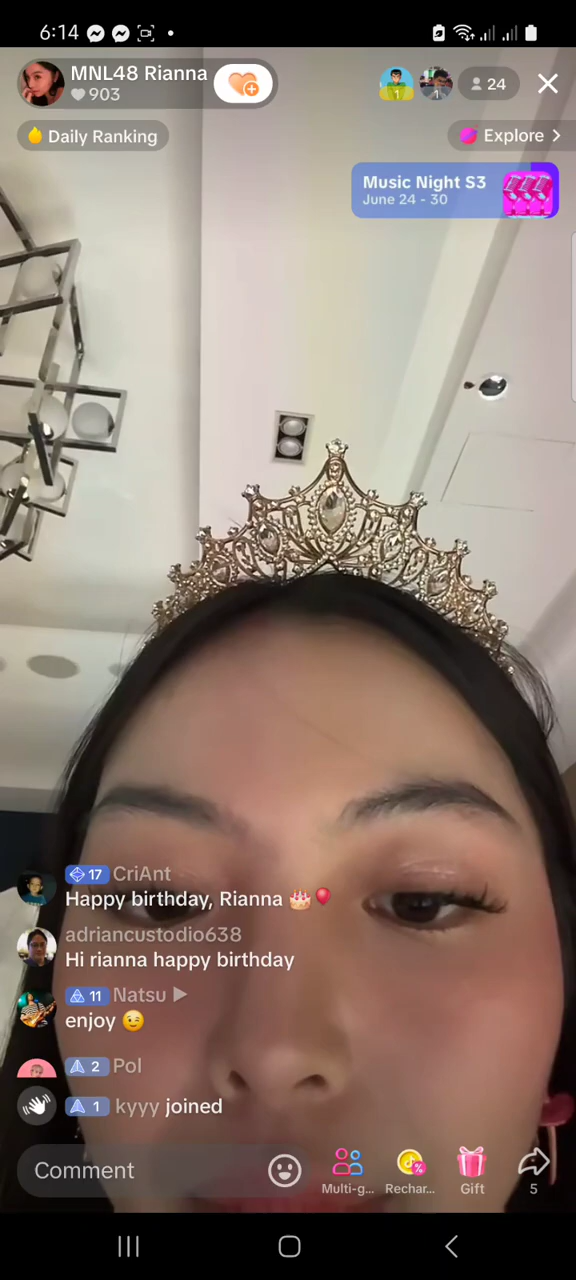 6:14
MNL48 Rianna
903
1
1
24
Daily Ranking
Explore >
Music Night S3
June 24 - 30
17 CriAnt
Happy birthday, Rianna 🎂🎈
adriancustodio638
Hi rianna happy birthday
11 Natsu ▶
enjoy 😉
2 Pol
1 kyyy joined
Comment
Multi-g...
Rechar...
Gift
5